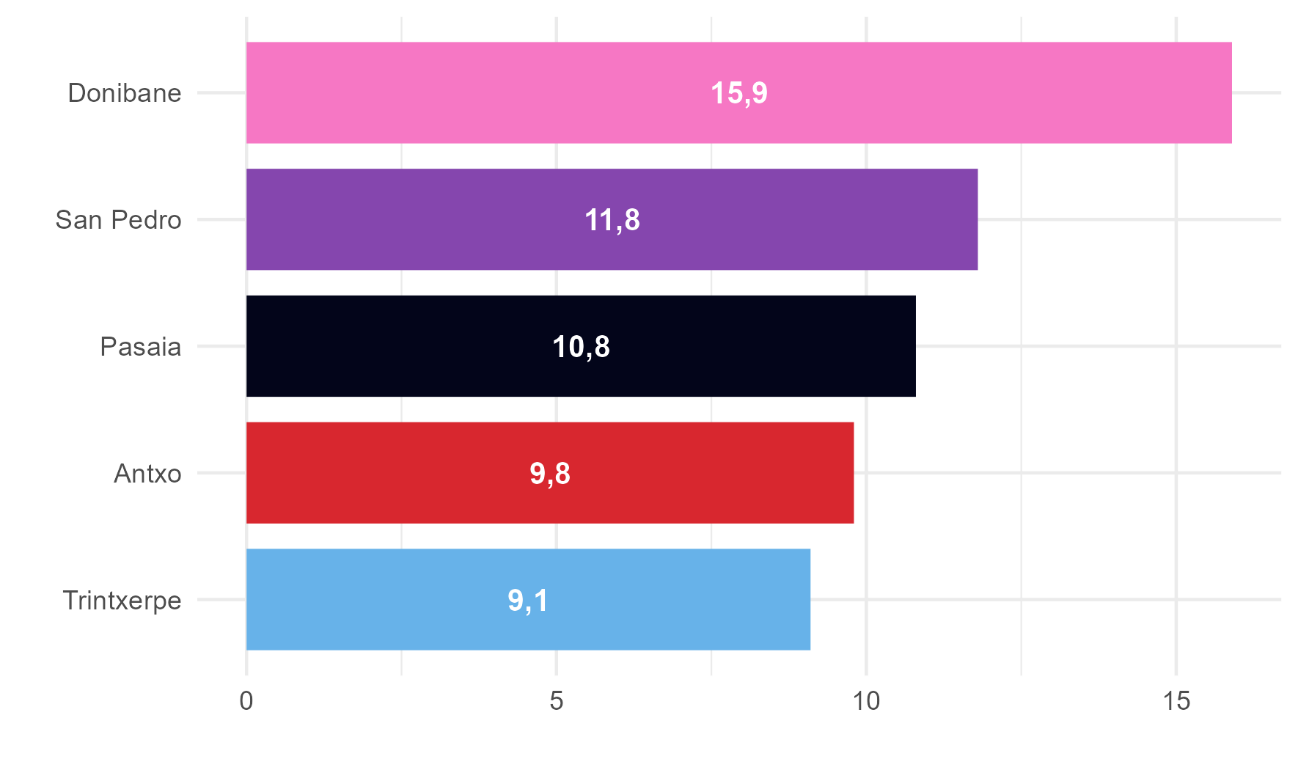 Donibane 15,9
San Pedro 11,8
Pasaia 10,8
Antxo 9,8
Trintxerpe 9,1
0 5 10 15